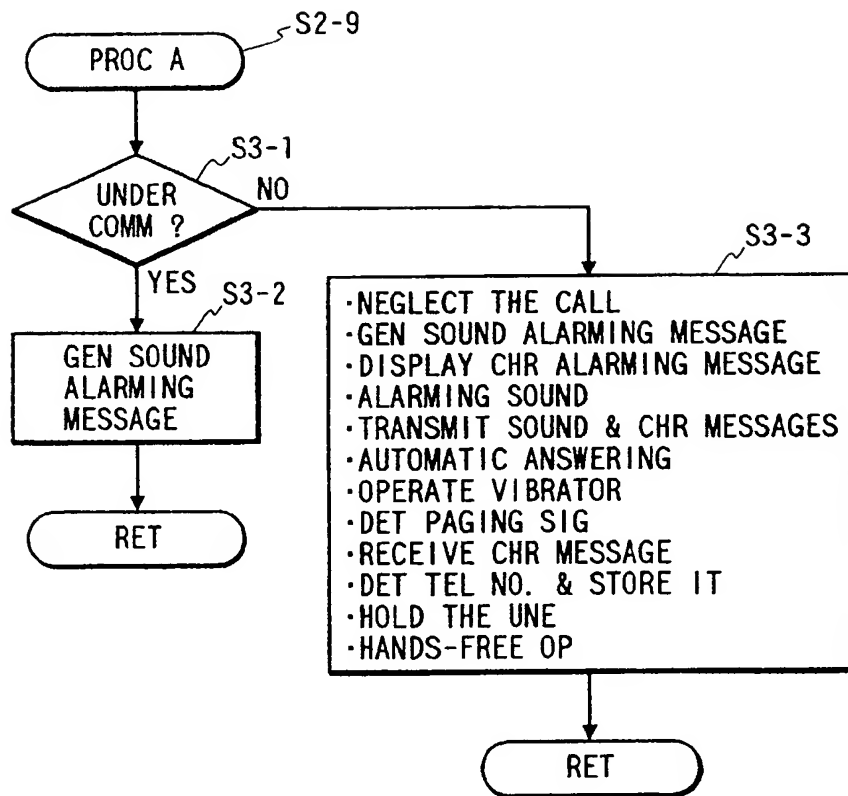 S2-9
PROC A
S3-1
UNDER
COMM ?
NO
YES
S3-2
GEN SOUND
ALARMING
MESSAGE
RET
S3-3
·NEGLECT THE CALL
·GEN SOUND ALARMING MESSAGE
·DISPLAY CHR ALARMING MESSAGE
·ALARMING SOUND
·TRANSMIT SOUND & CHR MESSAGES
·AUTOMATIC ANSWERING
·OPERATE VIBRATOR
·DET PAGING SIG
·RECEIVE CHR MESSAGE
·DET TEL NO. & STORE IT
·HOLD THE UNE
·HANDS-FREE OP
RET